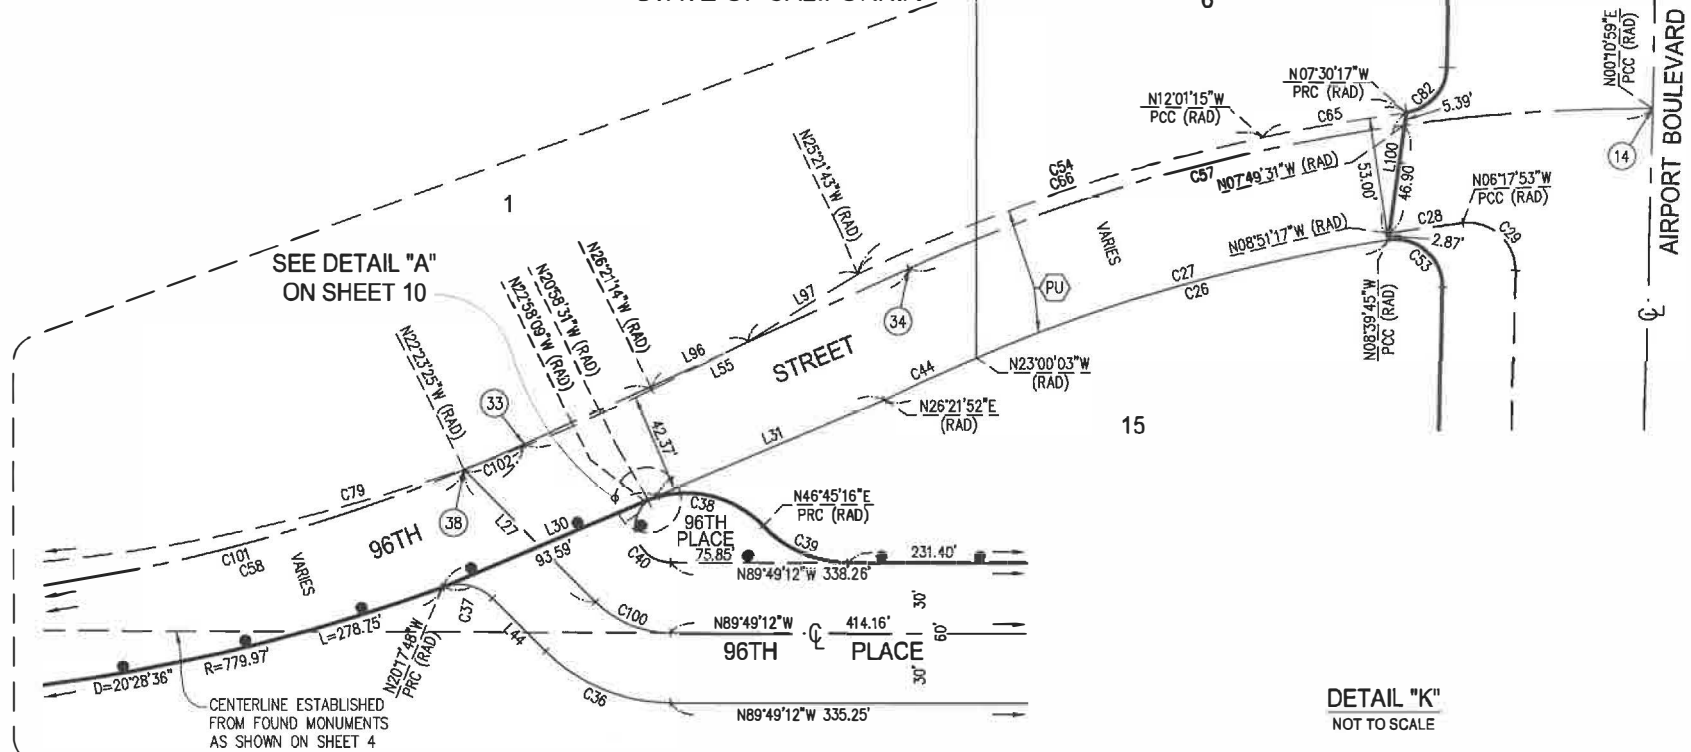 6
N00°10'59"E
PCC (RAD)
AIRPORT BOULEVARD
N07°30'17"W
PRC (RAD)
C82
5.39'
N12°01'15"W
PCC (RAD)
C65
14
N25°21'43"W (RAD)
C54
C66
C57
N07°49'31"W (RAD)
53.00'
L100
46.90'
N06°17'53"W
PCC (RAD)
1
VARIES
N08°51'17"W (RAD)
C28
2.87'
C29
C53
SEE DETAIL "A"
ON SHEET 10
N26°21'14"W (RAD)
N20°58'31"W (RAD)
N22°58'09"W (RAD)
L97
34
PU
C27
C26
N08°39'45"W
PCC (RAD)
CL
N22°23'25"W (RAD)
L96
L55
STREET
C44
N23°00'03"W
(RAD)
33
42.37'
L31
N26°21'52"E
(RAD)
15
C102
C79
38
L27
L30
93.59'
96TH
C38
96TH
PLACE
75.85'
N46°45'16"E
PRC (RAD)
C39
C40
231.40'
C101
C58
VARIES
N89°49'12"W 338.26'
C37
C100
30'
L=278.75'
N89°49'12"W CL 414.16'
60'
L44
96TH PLACE
R=779.97'
N20°17'48"W
PRC (RAD)
30'
D=20°28'36"
C36
CENTERLINE ESTABLISHED
FROM FOUND MONUMENTS
AS SHOWN ON SHEET 4
N89°49'12"W 335.25'
DETAIL "K"
NOT TO SCALE